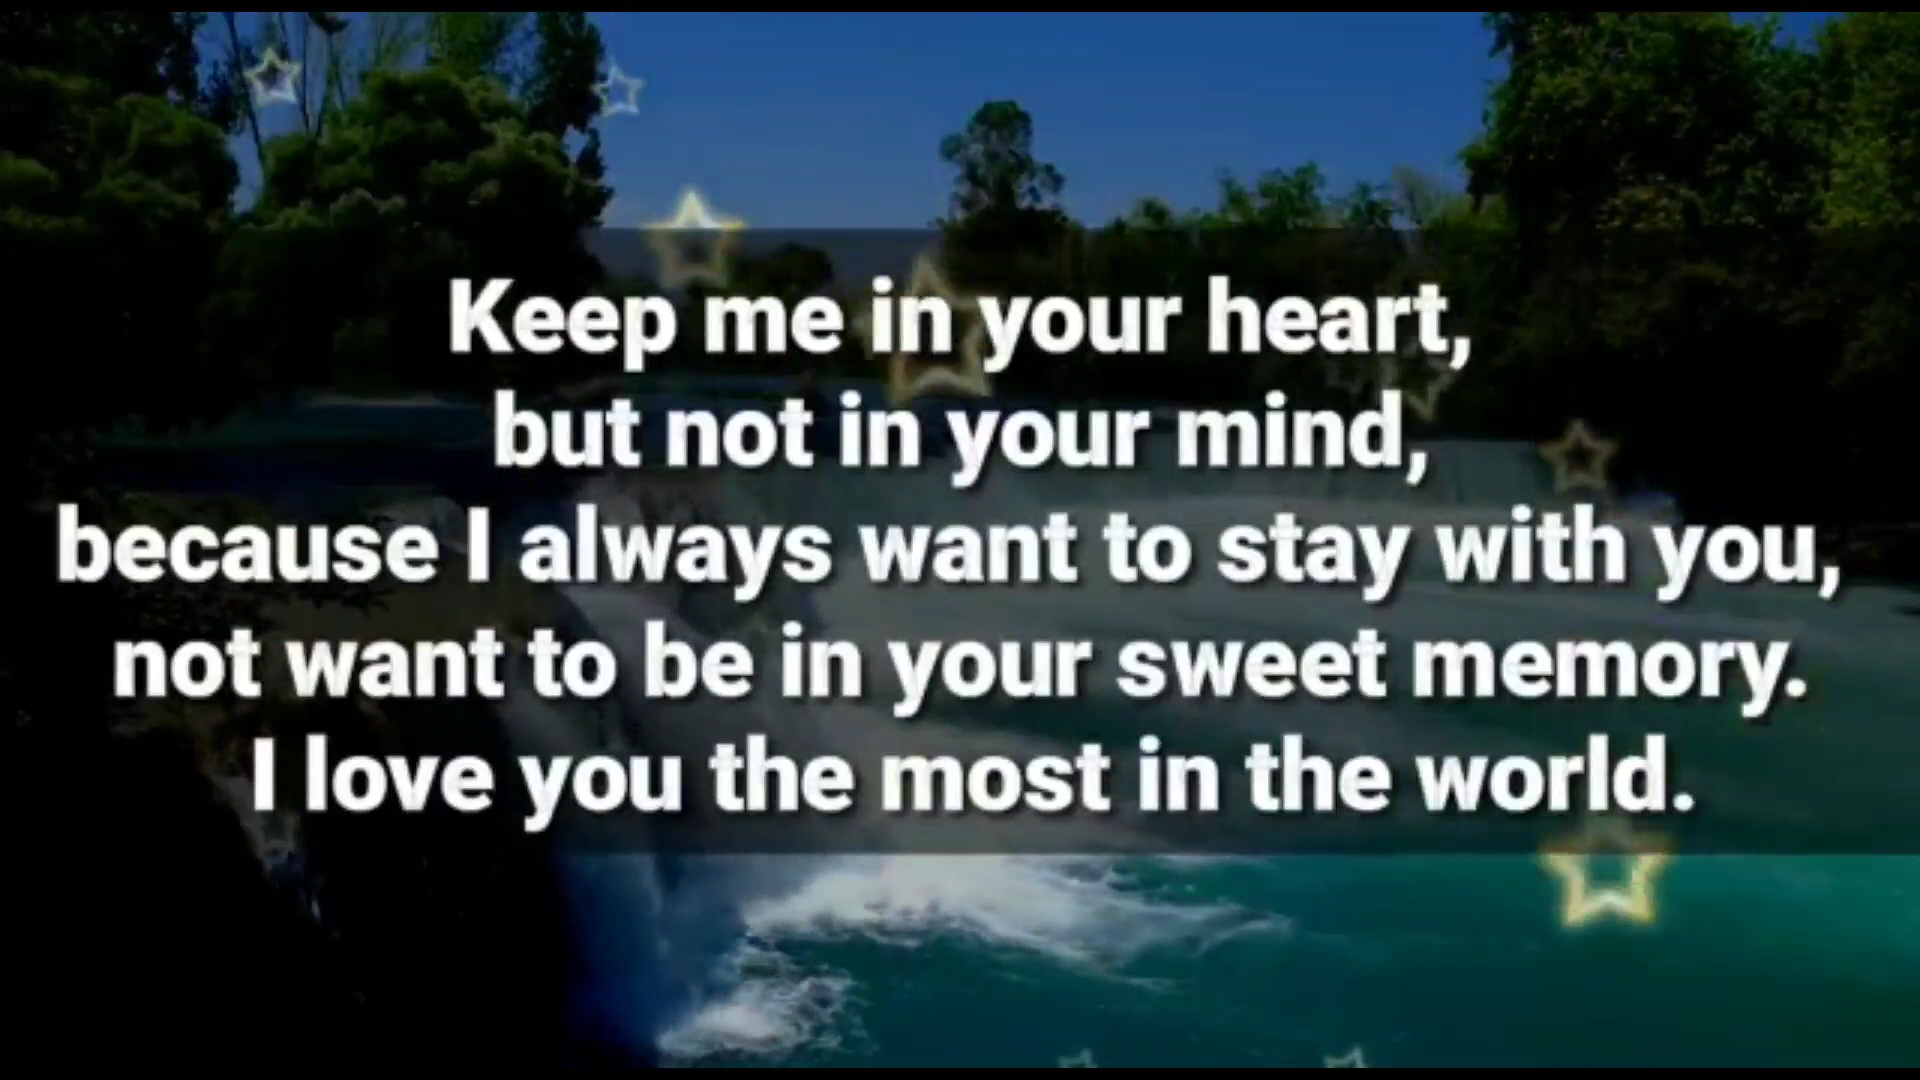 Keep me in your heart,
but not in your mind,
because I always want to stay with you,
not want to be in your sweet memory.
I love you the most in the world.